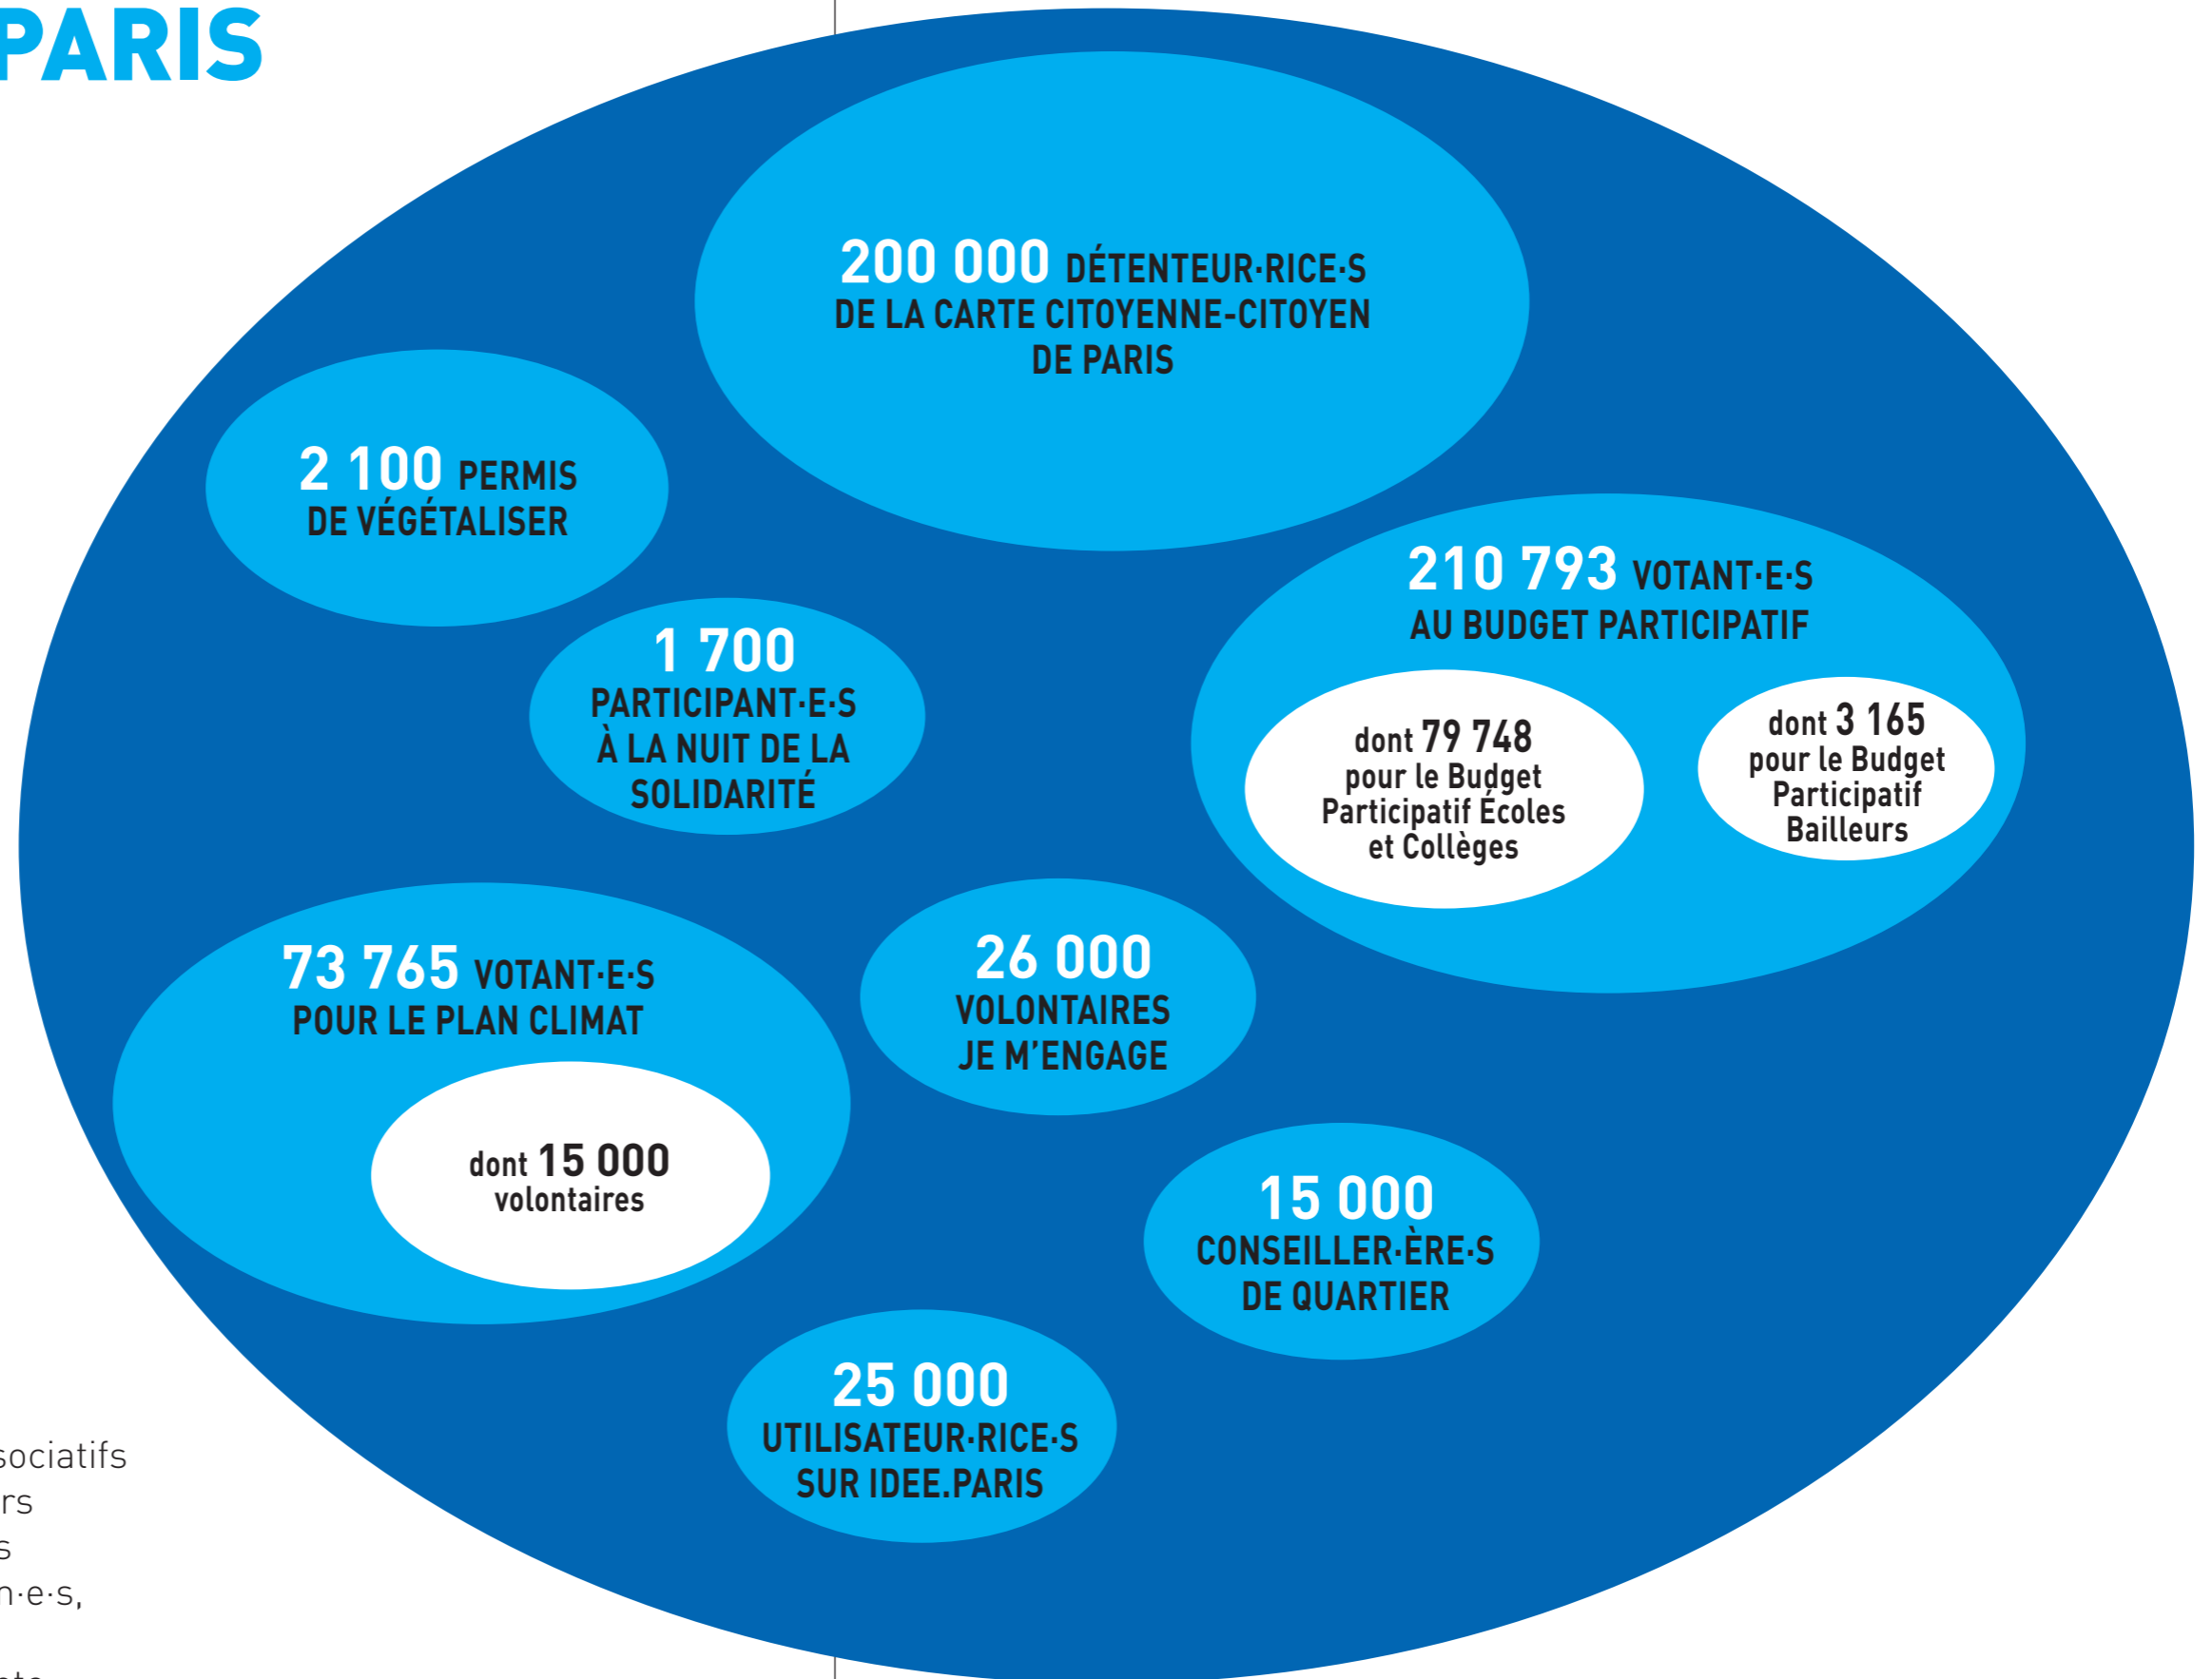 PARIS
200 000 DÉTENTEUR·RICE·S
DE LA CARTE CITOYENNE-CITOYEN
DE PARIS
2 100 PERMIS
DE VÉGÉTALISER
210 793 VOTANT·E·S
AU BUDGET PARTICIPATIF
dont 79 748
pour le Budget
Participatif Écoles
et Collèges
dont 3 165
pour le Budget
Participatif
Bailleurs
1 700
PARTICIPANT·E·S
À LA NUIT DE LA
SOLIDARITÉ
73 765 VOTANT·E·S
POUR LE PLAN CLIMAT
dont 15 000
volontaires
26 000
VOLONTAIRES
JE M'ENGAGE
15 000
CONSEILLER·ÈRE·S
DE QUARTIER
25 000
UTILISATEUR·RICE·S
SUR IDEE.PARIS
sociatifs
rs
s
n·e·s,